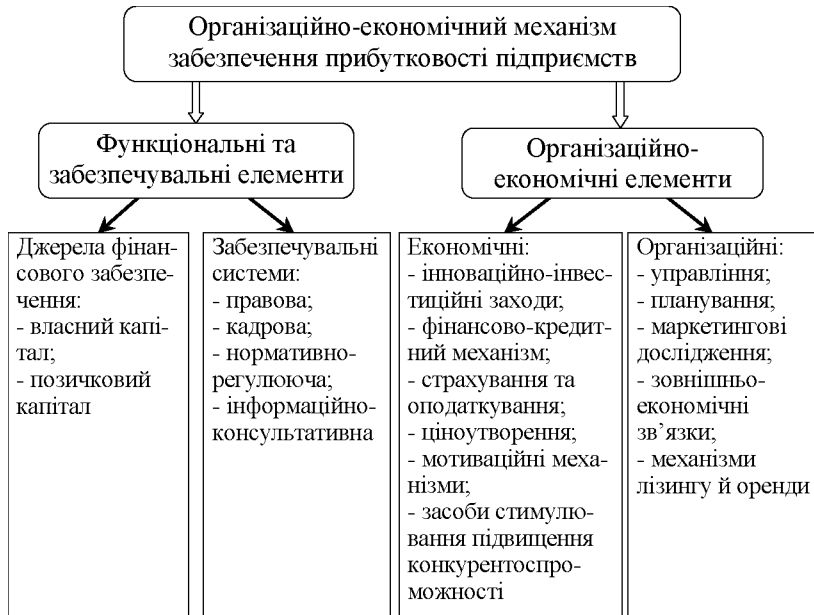 Організаційно-економічний механізм
забезпечення прибутковості підприємств
Функціональні та
забезпечувальні елементи
Організаційно-
економічні елементи
Джерела фінан-
сового забезпе-
чення:
- власний капі-
тал;
- позичковий
капітал
Забезпечувальні
системи:
- правова;
- кадрова;
- нормативно-
регулююча;
- інформаційно-
консультативна
Економічні:
- інноваційно-інвес-
тиційні заходи;
- фінансово-кредит-
ний механізм;
- страхування та
оподаткування;
- ціноутворення;
- мотиваційні меха-
нізми;
- засоби стимулю-
вання підвищення
конкурентоспро-
можності
Організаційні:
- управління;
- планування;
- маркетингові
дослідження;
- зовнішньо-
економічні
зв’язки;
- механізми
лізингу й оренди